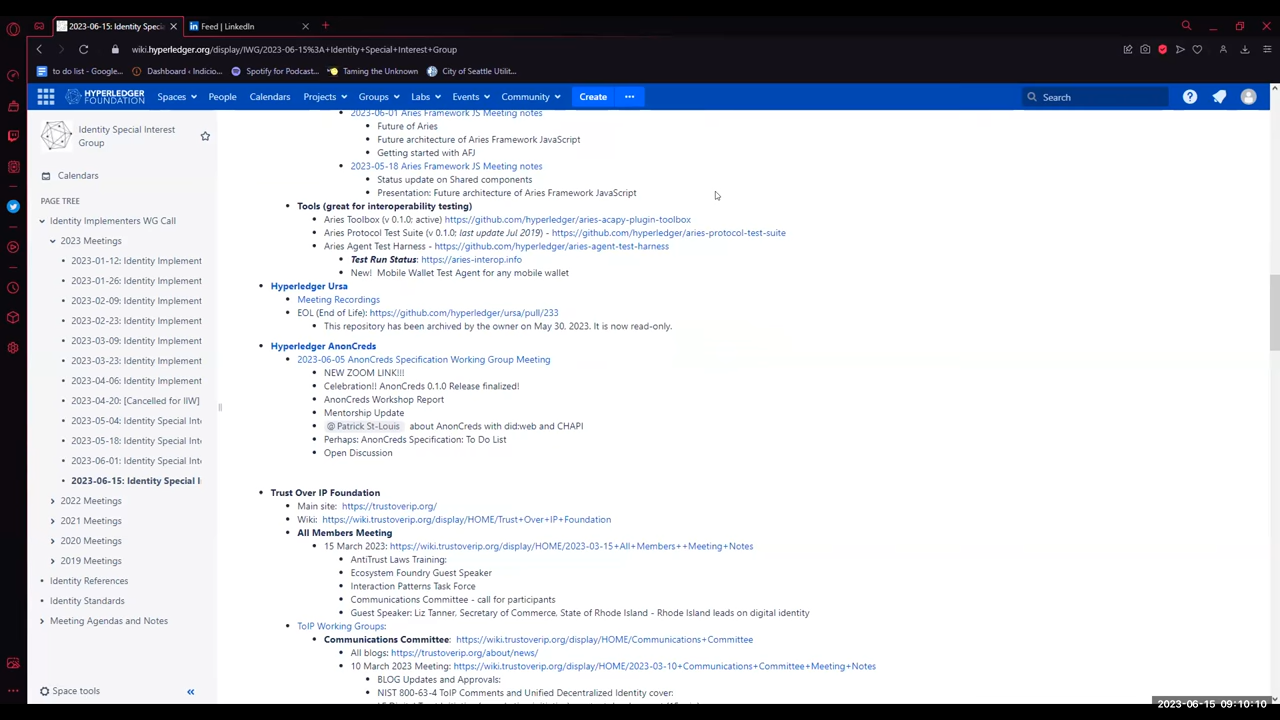 2023-06-15: Identity Speci
Feed | LinkedIn
wiki.hyperledger.org/display/IWG/2023-06-15%3A+Identity+Special+Interest+Group
to do list - Google...
Dashboard ‹ Indicio...
Spotify for Podcast...
Taming the Unknown
City of Seattle Utilit...
HYPERLEDGER FOUNDATION
Spaces
People
Calendars
Projects
Groups
Labs
Events
Community
Create
Search
Identity Special Interest Group
Calendars
PAGE TREE
Identity Implementers WG Call
2023 Meetings
2023-01-12: Identity Implement
2023-01-26: Identity Implement
2023-02-09: Identity Implement
2023-02-23: Identity Implement
2023-03-09: Identity Implement
2023-03-23: Identity Implement
2023-04-06: Identity Implement
2023-04-20: [Cancelled for IIW]
2023-05-04: Identity Special Int
2023-05-18: Identity Special Int
2023-06-01: Identity Special Int
2023-06-15: Identity Special I
2022 Meetings
2021 Meetings
2020 Meetings
2019 Meetings
Identity References
Identity Standards
Meeting Agendas and Notes
Space tools
2023-06-01 Aries Framework JS Meeting notes
Future of Aries
Future architecture of Aries Framework JavaScript
Getting started with AFJ
2023-05-18 Aries Framework JS Meeting notes
Status update on Shared components
Presentation: Future architecture of Aries Framework JavaScript
Tools (great for interoperability testing)
Aries Toolbox (v 0.1.0: active) https://github.com/hyperledger/aries-acapy-plugin-toolbox
Aries Protocol Test Suite (v 0.1.0: last update Jul 2019) - https://github.com/hyperledger/aries-protocol-test-suite
Aries Agent Test Harness - https://github.com/hyperledger/aries-agent-test-harness
Test Run Status: https://aries-interop.info
New! Mobile Wallet Test Agent for any mobile wallet
Hyperledger Ursa
Meeting Recordings
EOL (End of Life): https://github.com/hyperledger/ursa/pull/233
This repository has been archived by the owner on May 30. 2023. It is now read-only.
Hyperledger AnonCreds
2023-06-05 AnonCreds Specification Working Group Meeting
NEW ZOOM LINK!!!
Celebration!! AnonCreds 0.1.0 Release finalized!
AnonCreds Workshop Report
Mentorship Update
@ Patrick St-Louis about AnonCreds with did:web and CHAPI
Perhaps: AnonCreds Specification: To Do List
Open Discussion
Trust Over IP Foundation
Main site: https://trustoverip.org/
Wiki: https://wiki.trustoverip.org/display/HOME/Trust+Over+IP+Foundation
All Members Meeting
15 March 2023: https://wiki.trustoverip.org/display/HOME/2023-03-15+All+Members++Meeting+Notes
AntiTrust Laws Training:
Ecosystem Foundry Guest Speaker
Interaction Patterns Task Force
Communications Committee - call for participants
Guest Speaker: Liz Tanner, Secretary of Commerce, State of Rhode Island - Rhode Island leads on digital identity
ToIP Working Groups:
Communications Committee: https://wiki.trustoverip.org/display/HOME/Communications+Committee
All blogs: https://trustoverip.org/about/news/
10 March 2023 Meeting: https://wiki.trustoverip.org/display/HOME/2023-03-10+Communications+Committee+Meeting+Notes
BLOG Updates and Approvals:
NIST 800-63-4 ToIP Comments and Unified Decentralized Identity cover:
2023-06-15 09:10:10